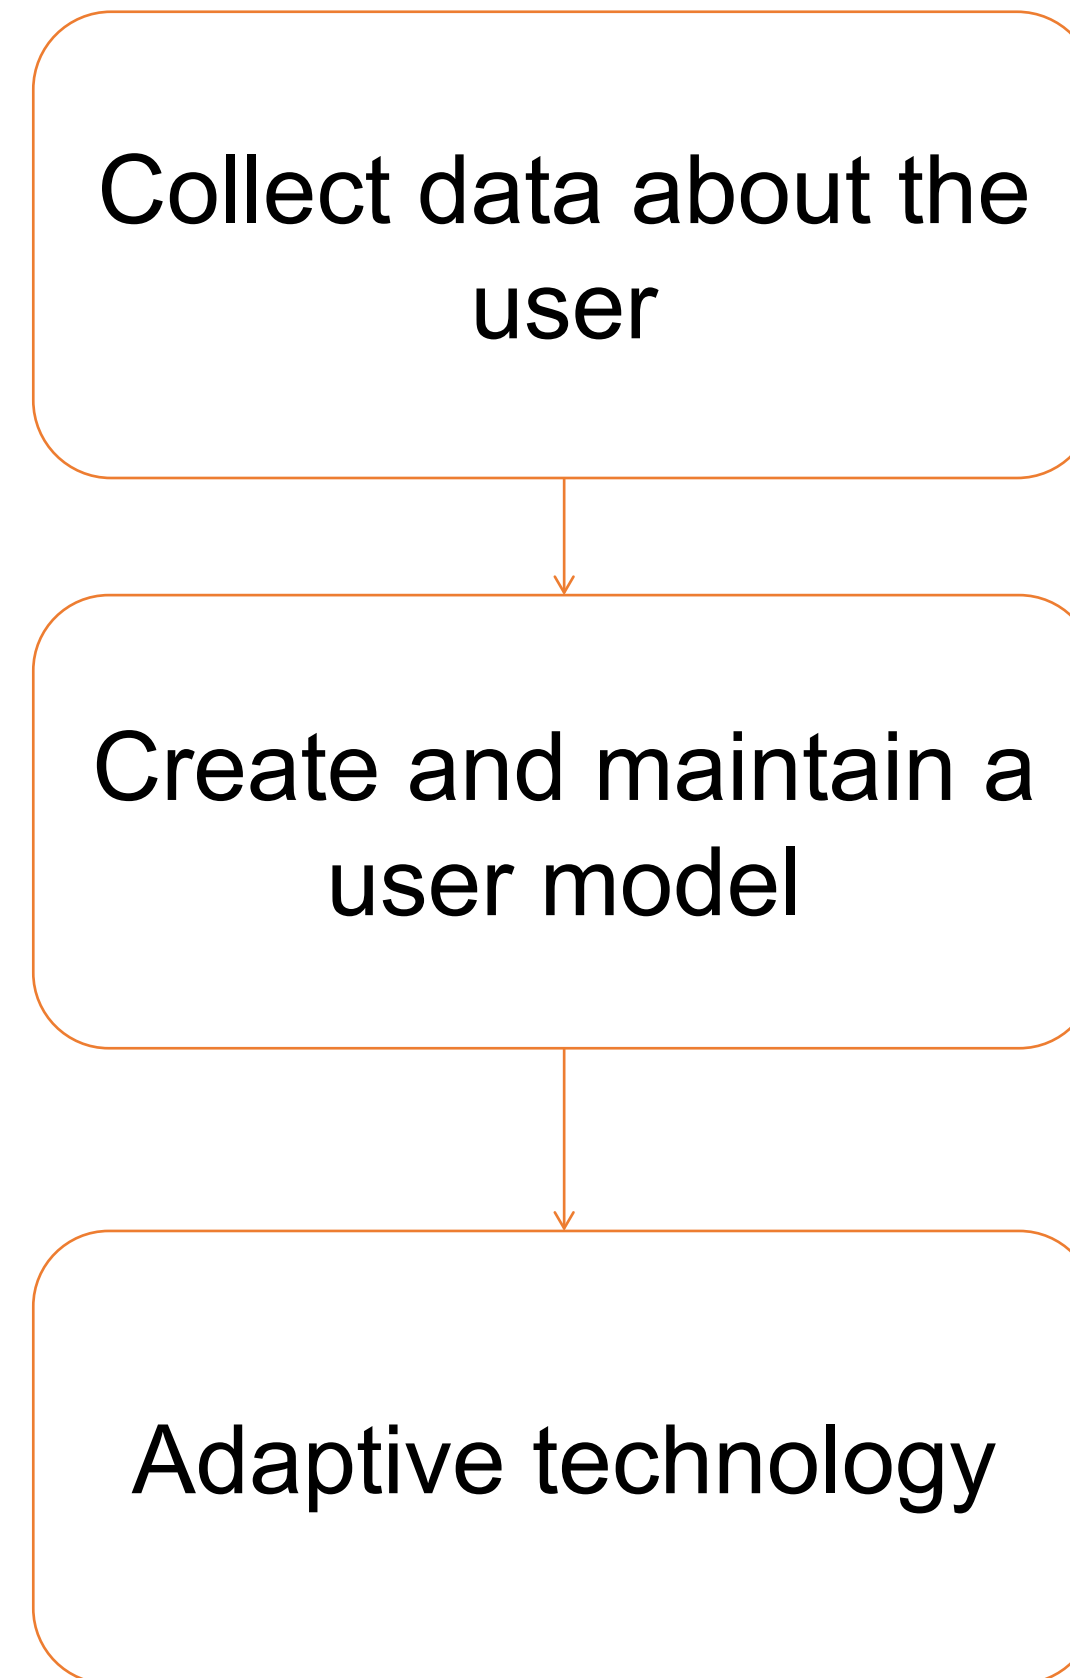 Collect data about the
user
Create and maintain a
user model
Adaptive technology